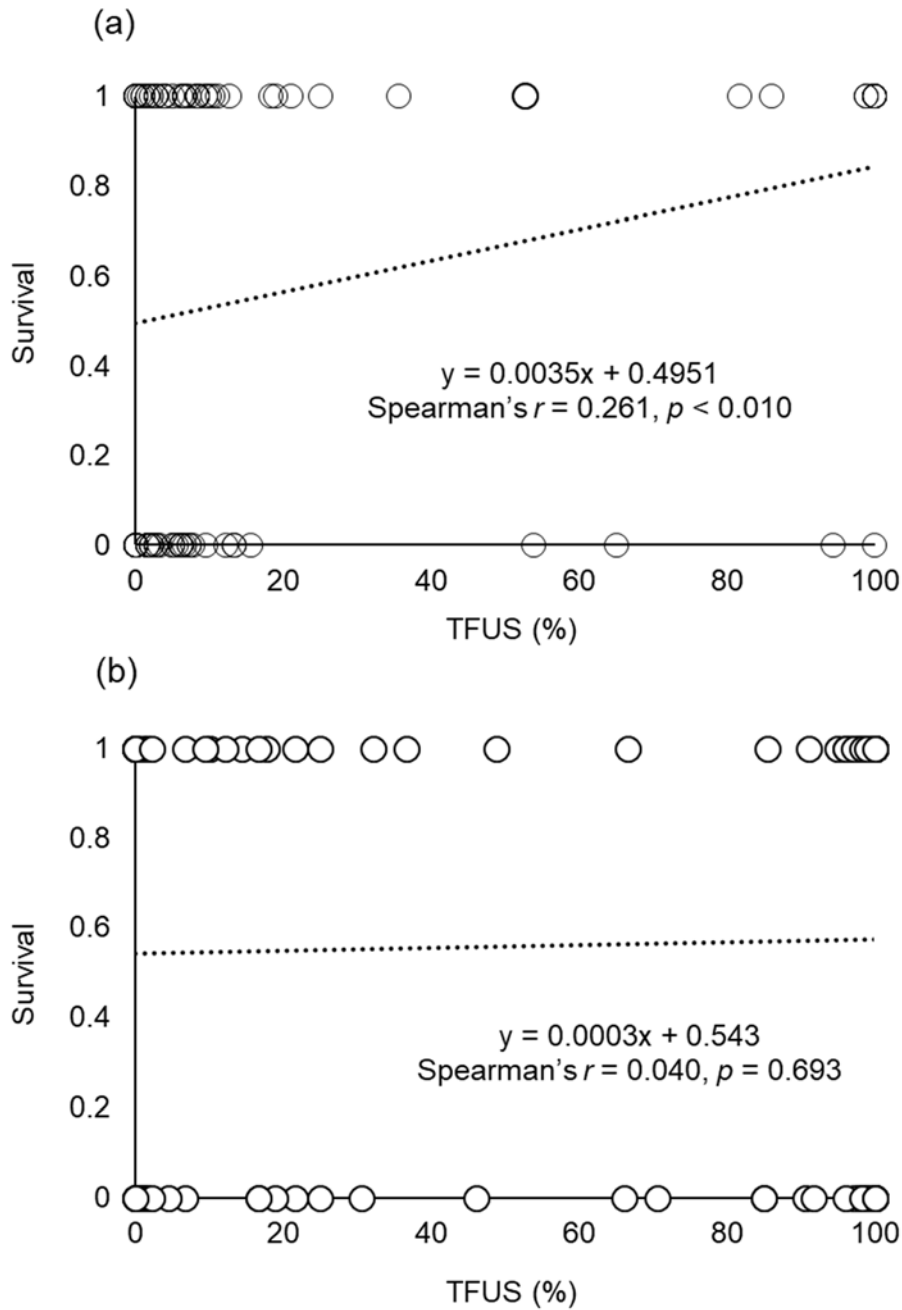 (a)
1
0.8
0.6
0.4
0.2
0
Survival
y = 0.0035x + 0.4951
Spearman's r = 0.261, p < 0.010
0 20 40 60 80 100
TFUS (%)
(b)
1
0.8
0.6
0.4
0.2
0
Survival
y = 0.0003x + 0.543
Spearman's r = 0.040, p = 0.693
0 20 40 60 80 100
TFUS (%)